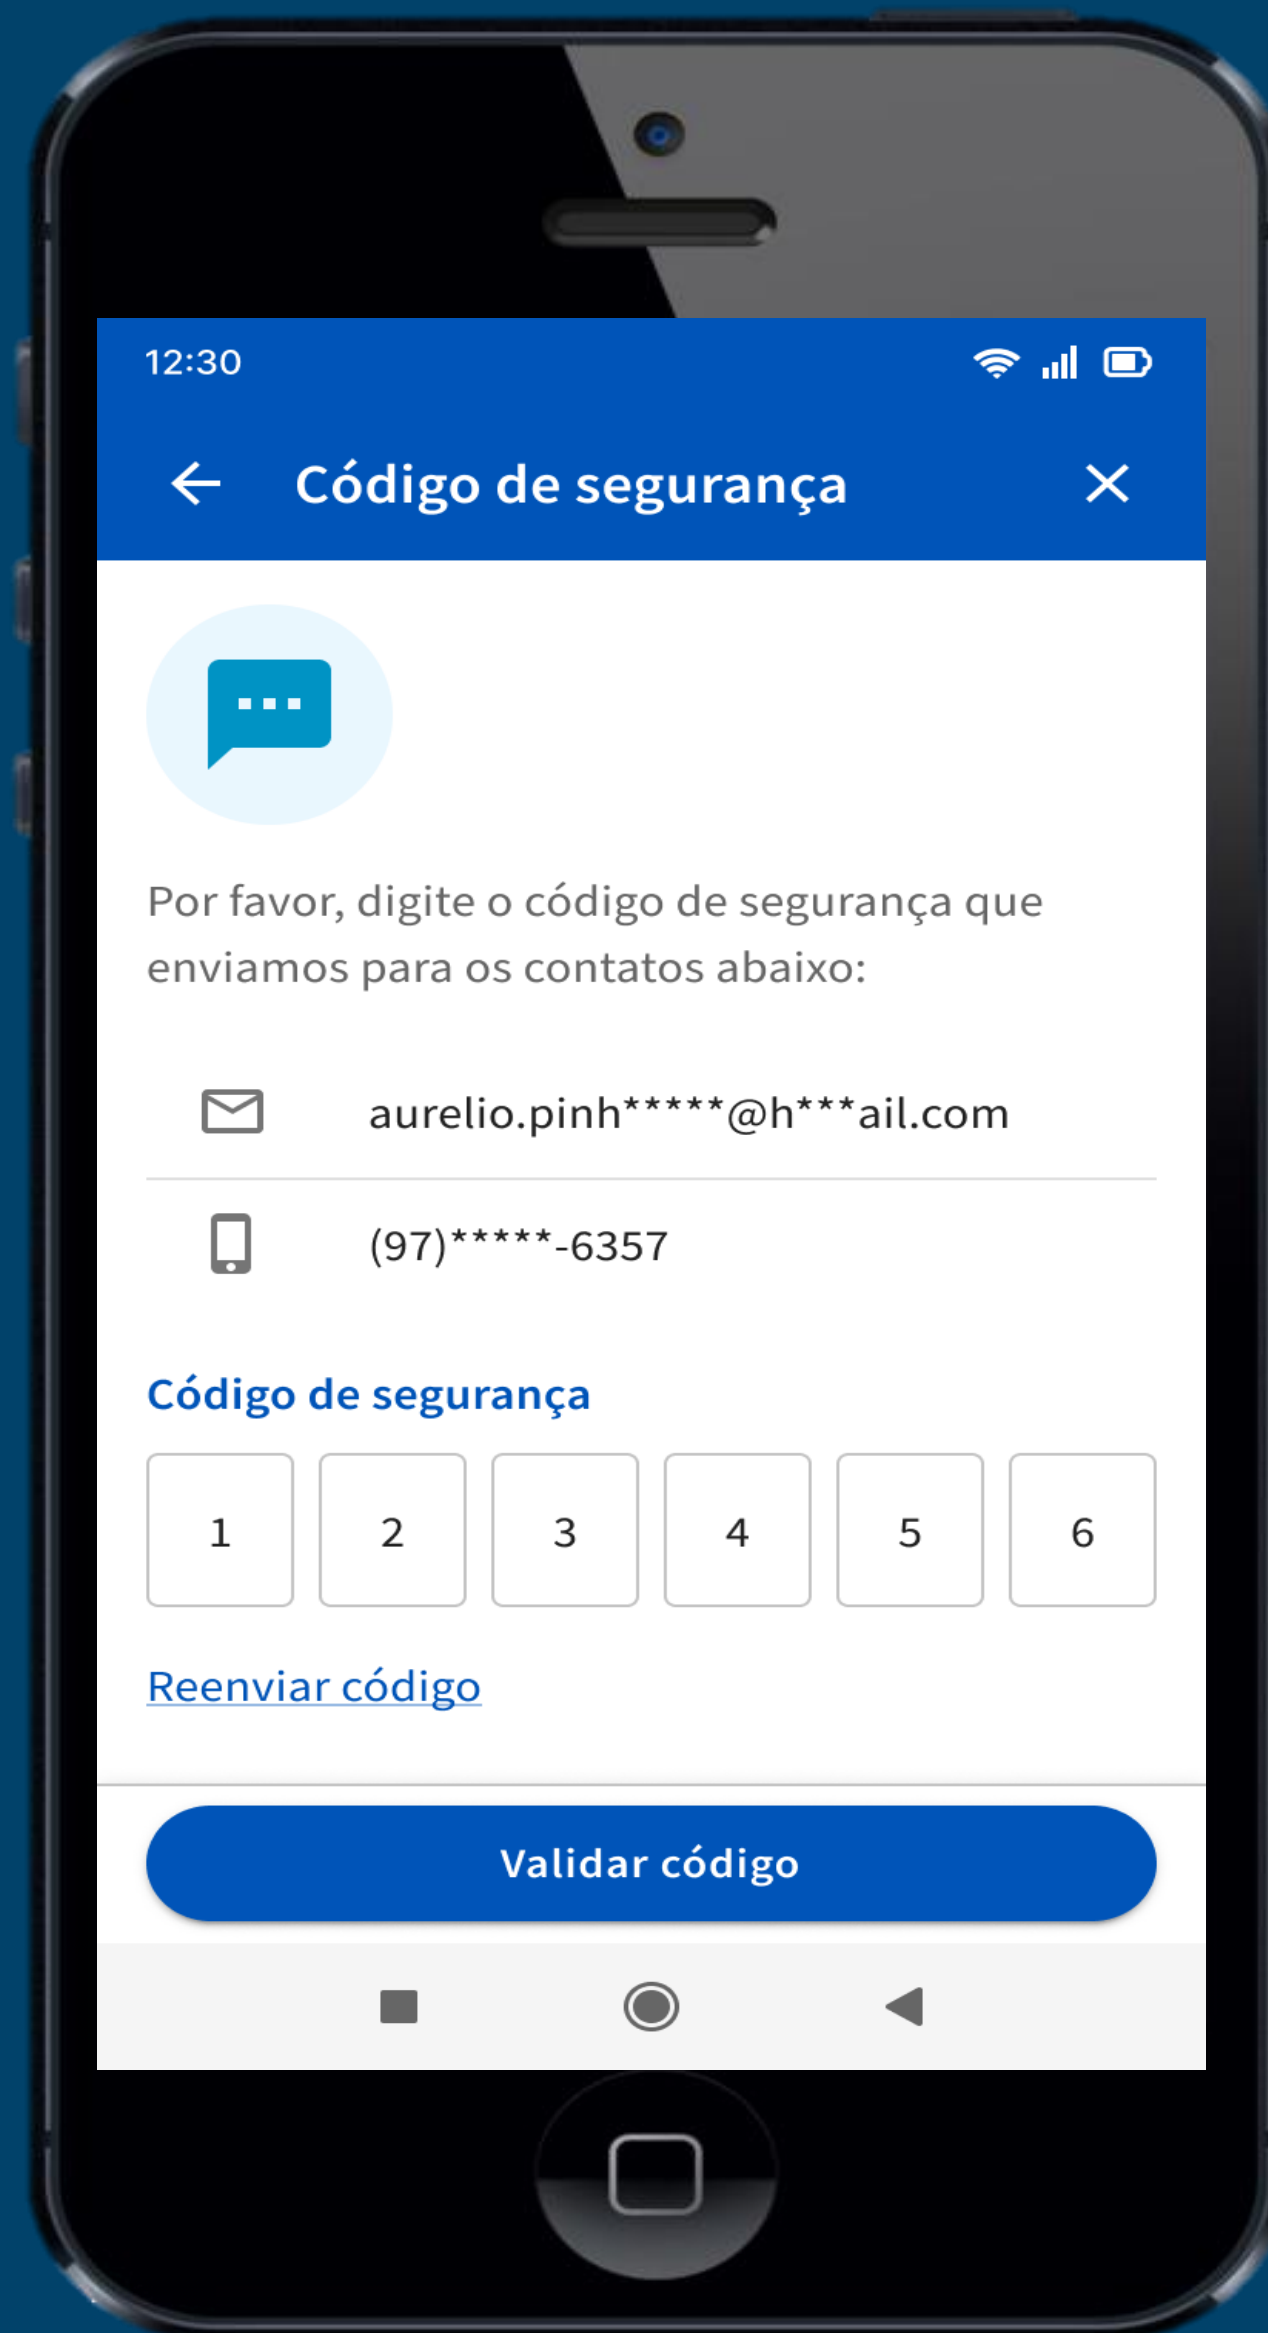 12:30
Código de segurança
Por favor, digite o código de segurança que
enviamos para os contatos abaixo:
aurelio.pinh*****@h***ail.com
(97)*****-6357
Código de segurança
1 2 3 4 5 6
Reenviar código
Validar código